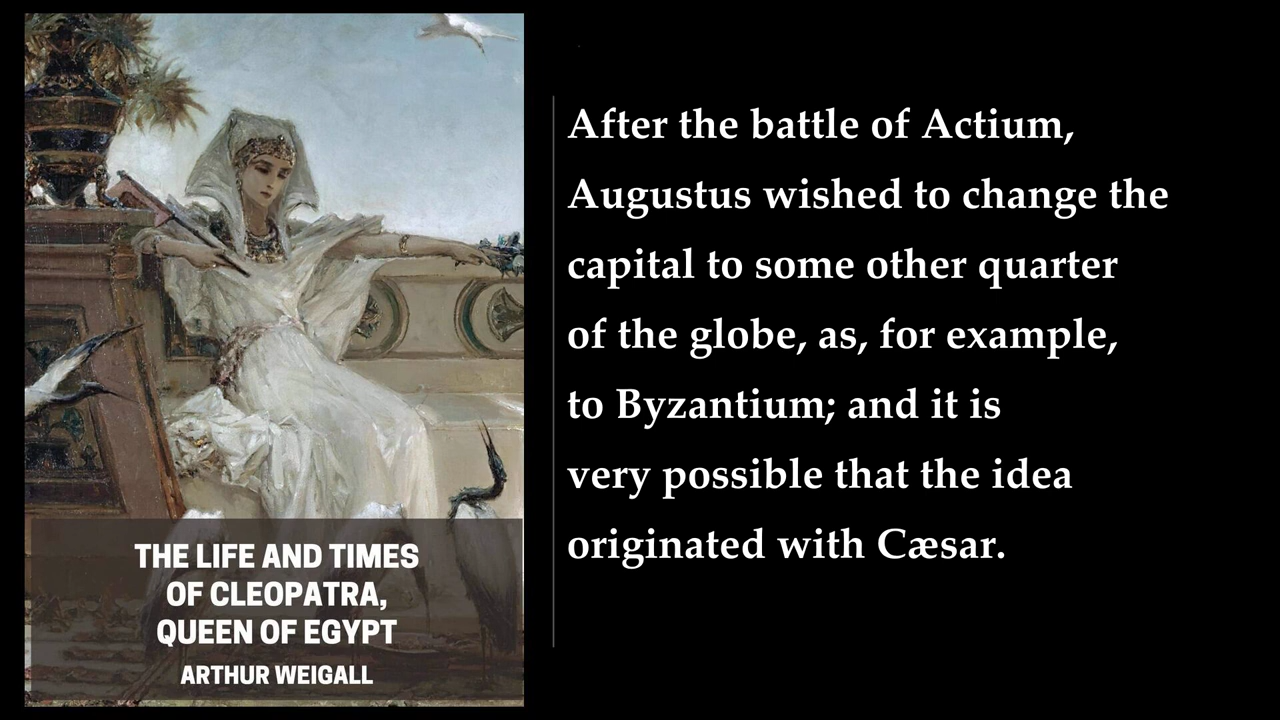 THE LIFE AND TIMES
OF CLEOPATRA,
QUEEN OF EGYPT
ARTHUR WEIGALL
After the battle of Actium,
Augustus wished to change the
capital to some other quarter
of the globe, as, for example,
to Byzantium; and it is
very possible that the idea
originated with Cæsar.